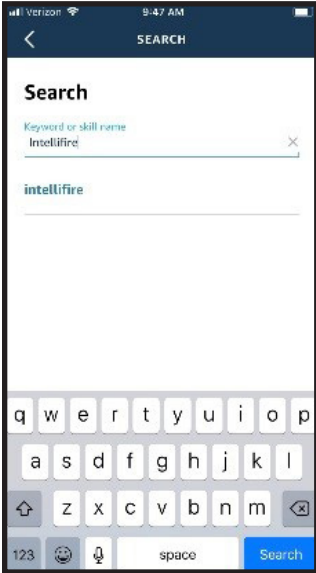 Verizon 9:47 AM
SEARCH
Search
Keyword or skill name
Intellifire
intellifire
q w e r t y u i o p
a s d f g h j k l
z x c v b n m
123 space Search